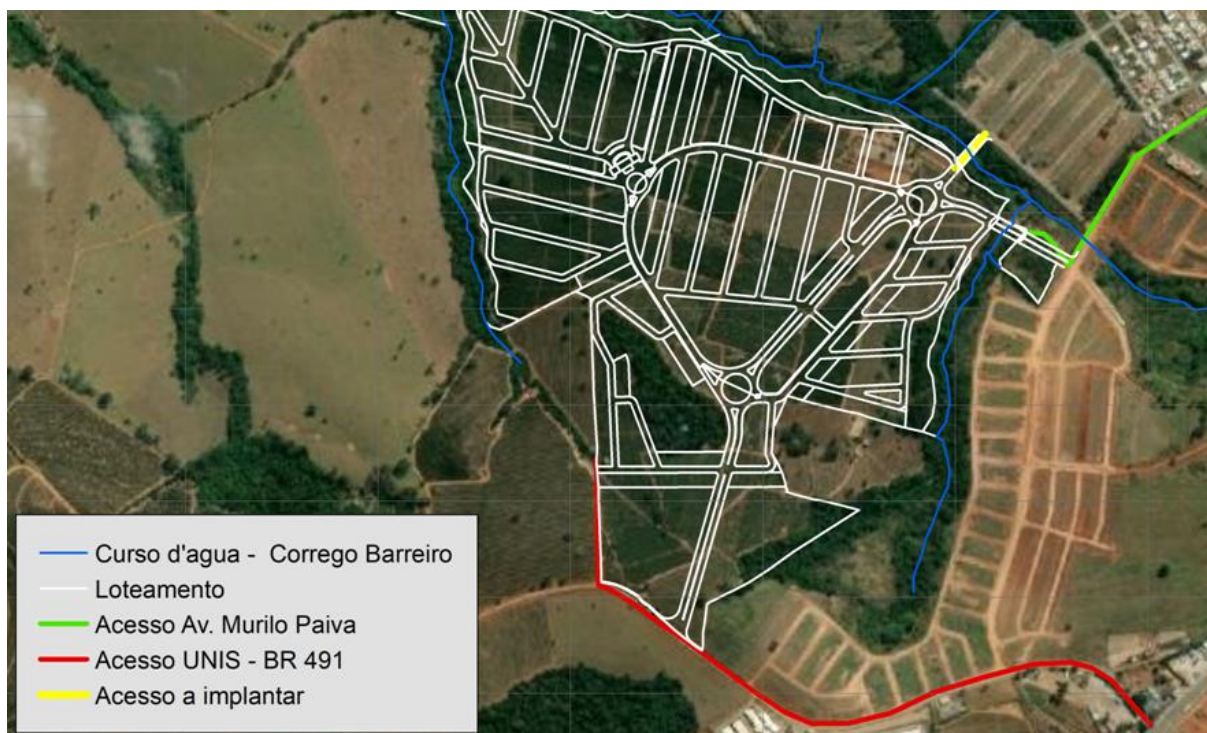 Curso d'agua - Corrego Barreiro
Loteamento
Acesso Av. Murilo Paiva
Acesso UNIS - BR 491
Acesso a implantar